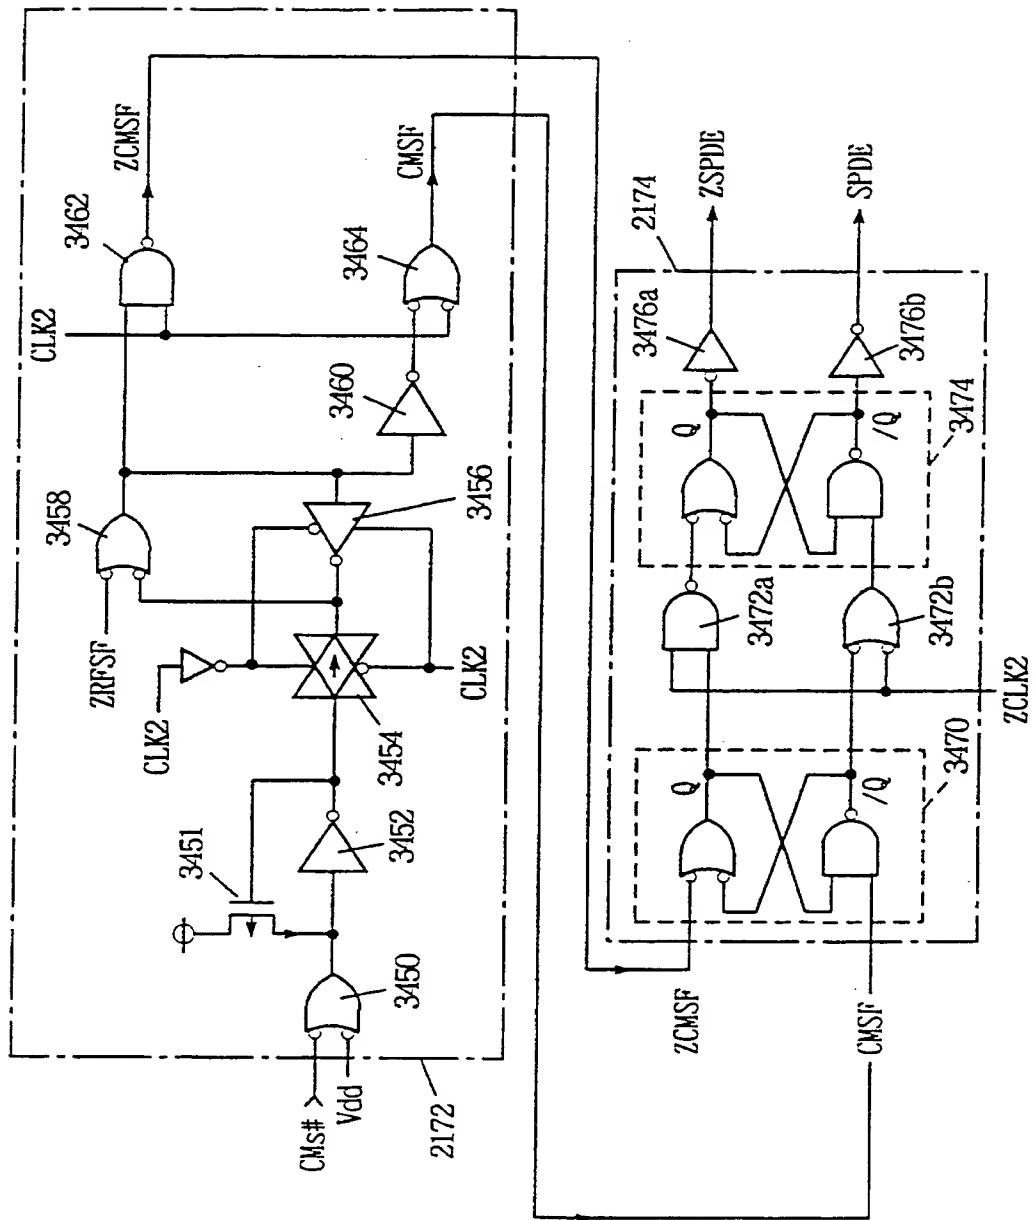 CMs#
Vdd
2172
3450
3451
3452
CLK2
3454
CLK2
ZRFSF
3458
3456
3460
CLK2
3462
3464
ZCMSF
CMSF
ZCMSF
CMSF
Q
/Q
3470
ZCLK2
3472a
3472b
Q
/Q
3474
3476a
3476b
2174
ZSPDE
SPDE